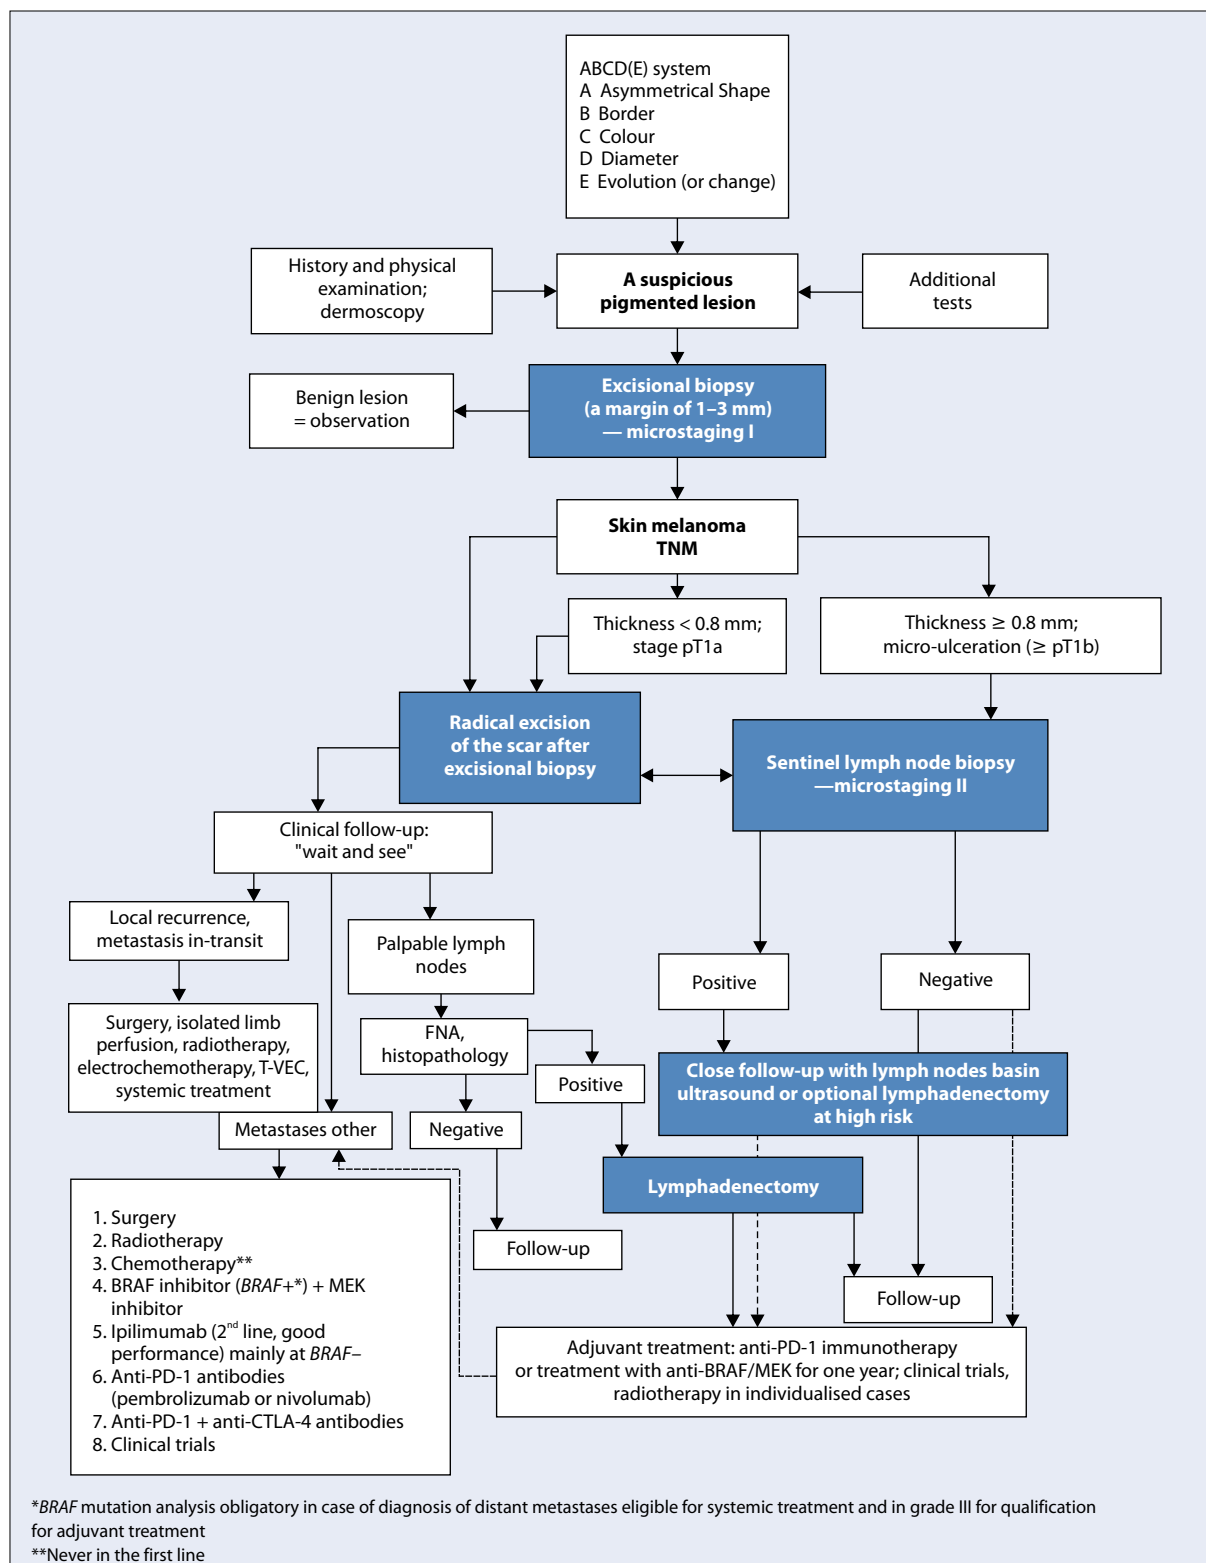 ABCD(E) system
A Asymmetrical Shape
B Border
C Colour
D Diameter
E Evolution (or change)
History and physical
examination;
dermoscopy
A suspicious
pigmented lesion
Additional
tests
Benign lesion
= observation
Excisional biopsy
(a margin of 1–3 mm)
— microstaging I
Skin melanoma
TNM
Thickness < 0.8 mm;
stage pT1a
Thickness ≥ 0.8 mm;
micro-ulceration (≥ pT1b)
Radical excision
of the scar after
excisional biopsy
Sentinel lymph node biopsy
—microstaging II
Clinical follow-up:
"wait and see"
Local recurrence,
metastasis in-transit
Palpable lymph
nodes
Positive
Negative
Surgery, isolated limb
perfusion, radiotherapy,
electrochemotherapy, T-VEC,
systemic treatment
FNA,
histopathology
Positive
Close follow-up with lymph nodes basin
ultrasound or optional lymphadenectomy
at high risk
Metastases other
Negative
Lymphadenectomy
Follow-up
Follow-up
1. Surgery
2. Radiotherapy
3. Chemotherapy**
4. BRAF inhibitor (BRAF+*) + MEK
inhibitor
5. Ipilimumab (2nd line, good
performance) mainly at BRAF–
6. Anti-PD-1 antibodies
(pembrolizumab or nivolumab)
7. Anti-PD-1 + anti-CTLA-4 antibodies
8. Clinical trials
Adjuvant treatment: anti-PD-1 immunotherapy
or treatment with anti-BRAF/MEK for one year; clinical trials,
radiotherapy in individualised cases
*BRAF mutation analysis obligatory in case of diagnosis of distant metastases eligible for systemic treatment and in grade III for qualification
for adjuvant treatment
**Never in the first line